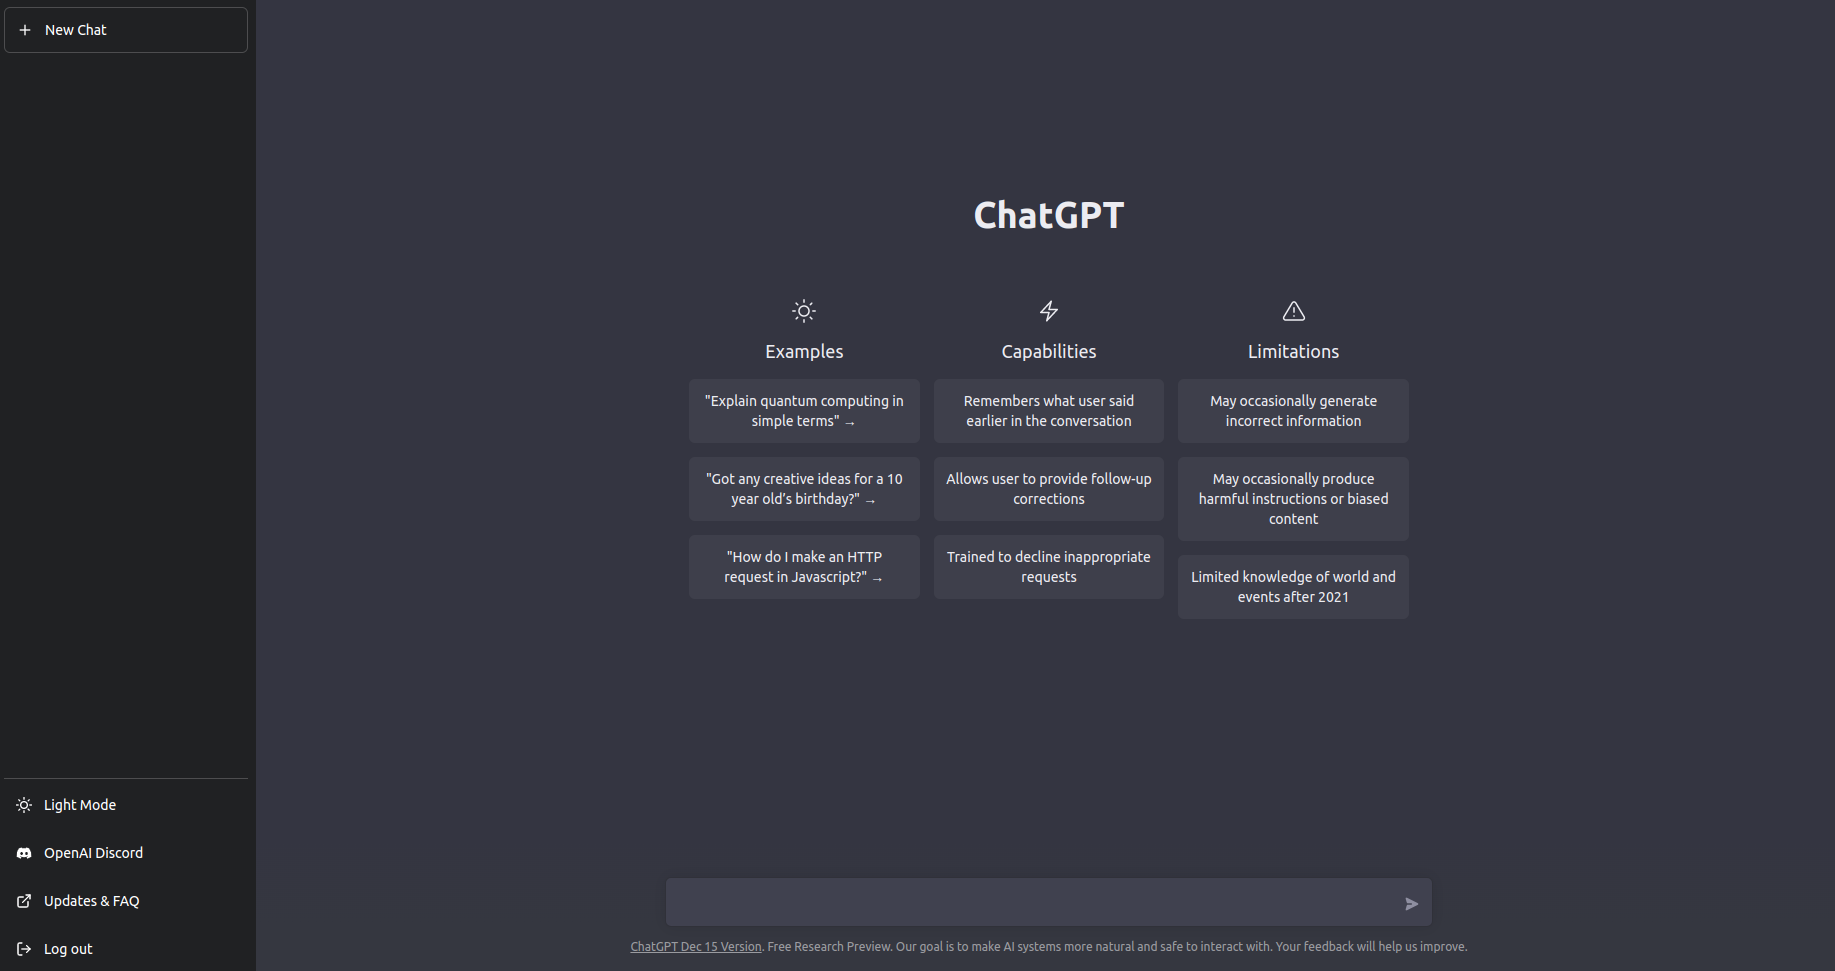 New Chat
ChatGPT
Examples
"Explain quantum computing in
simple terms" →
"Got any creative ideas for a 10
year old’s birthday?" →
"How do I make an HTTP
request in Javascript?" →
Capabilities
Remembers what user said
earlier in the conversation
Allows user to provide follow-up
corrections
Trained to decline inappropriate
requests
Limitations
May occasionally generate
incorrect information
May occasionally produce
harmful instructions or biased
content
Limited knowledge of world and
events after 2021
Light Mode
OpenAI Discord
Updates & FAQ
Log out
ChatGPT Dec 15 Version. Free Research Preview. Our goal is to make AI systems more natural and safe to interact with. Your feedback will help us improve.